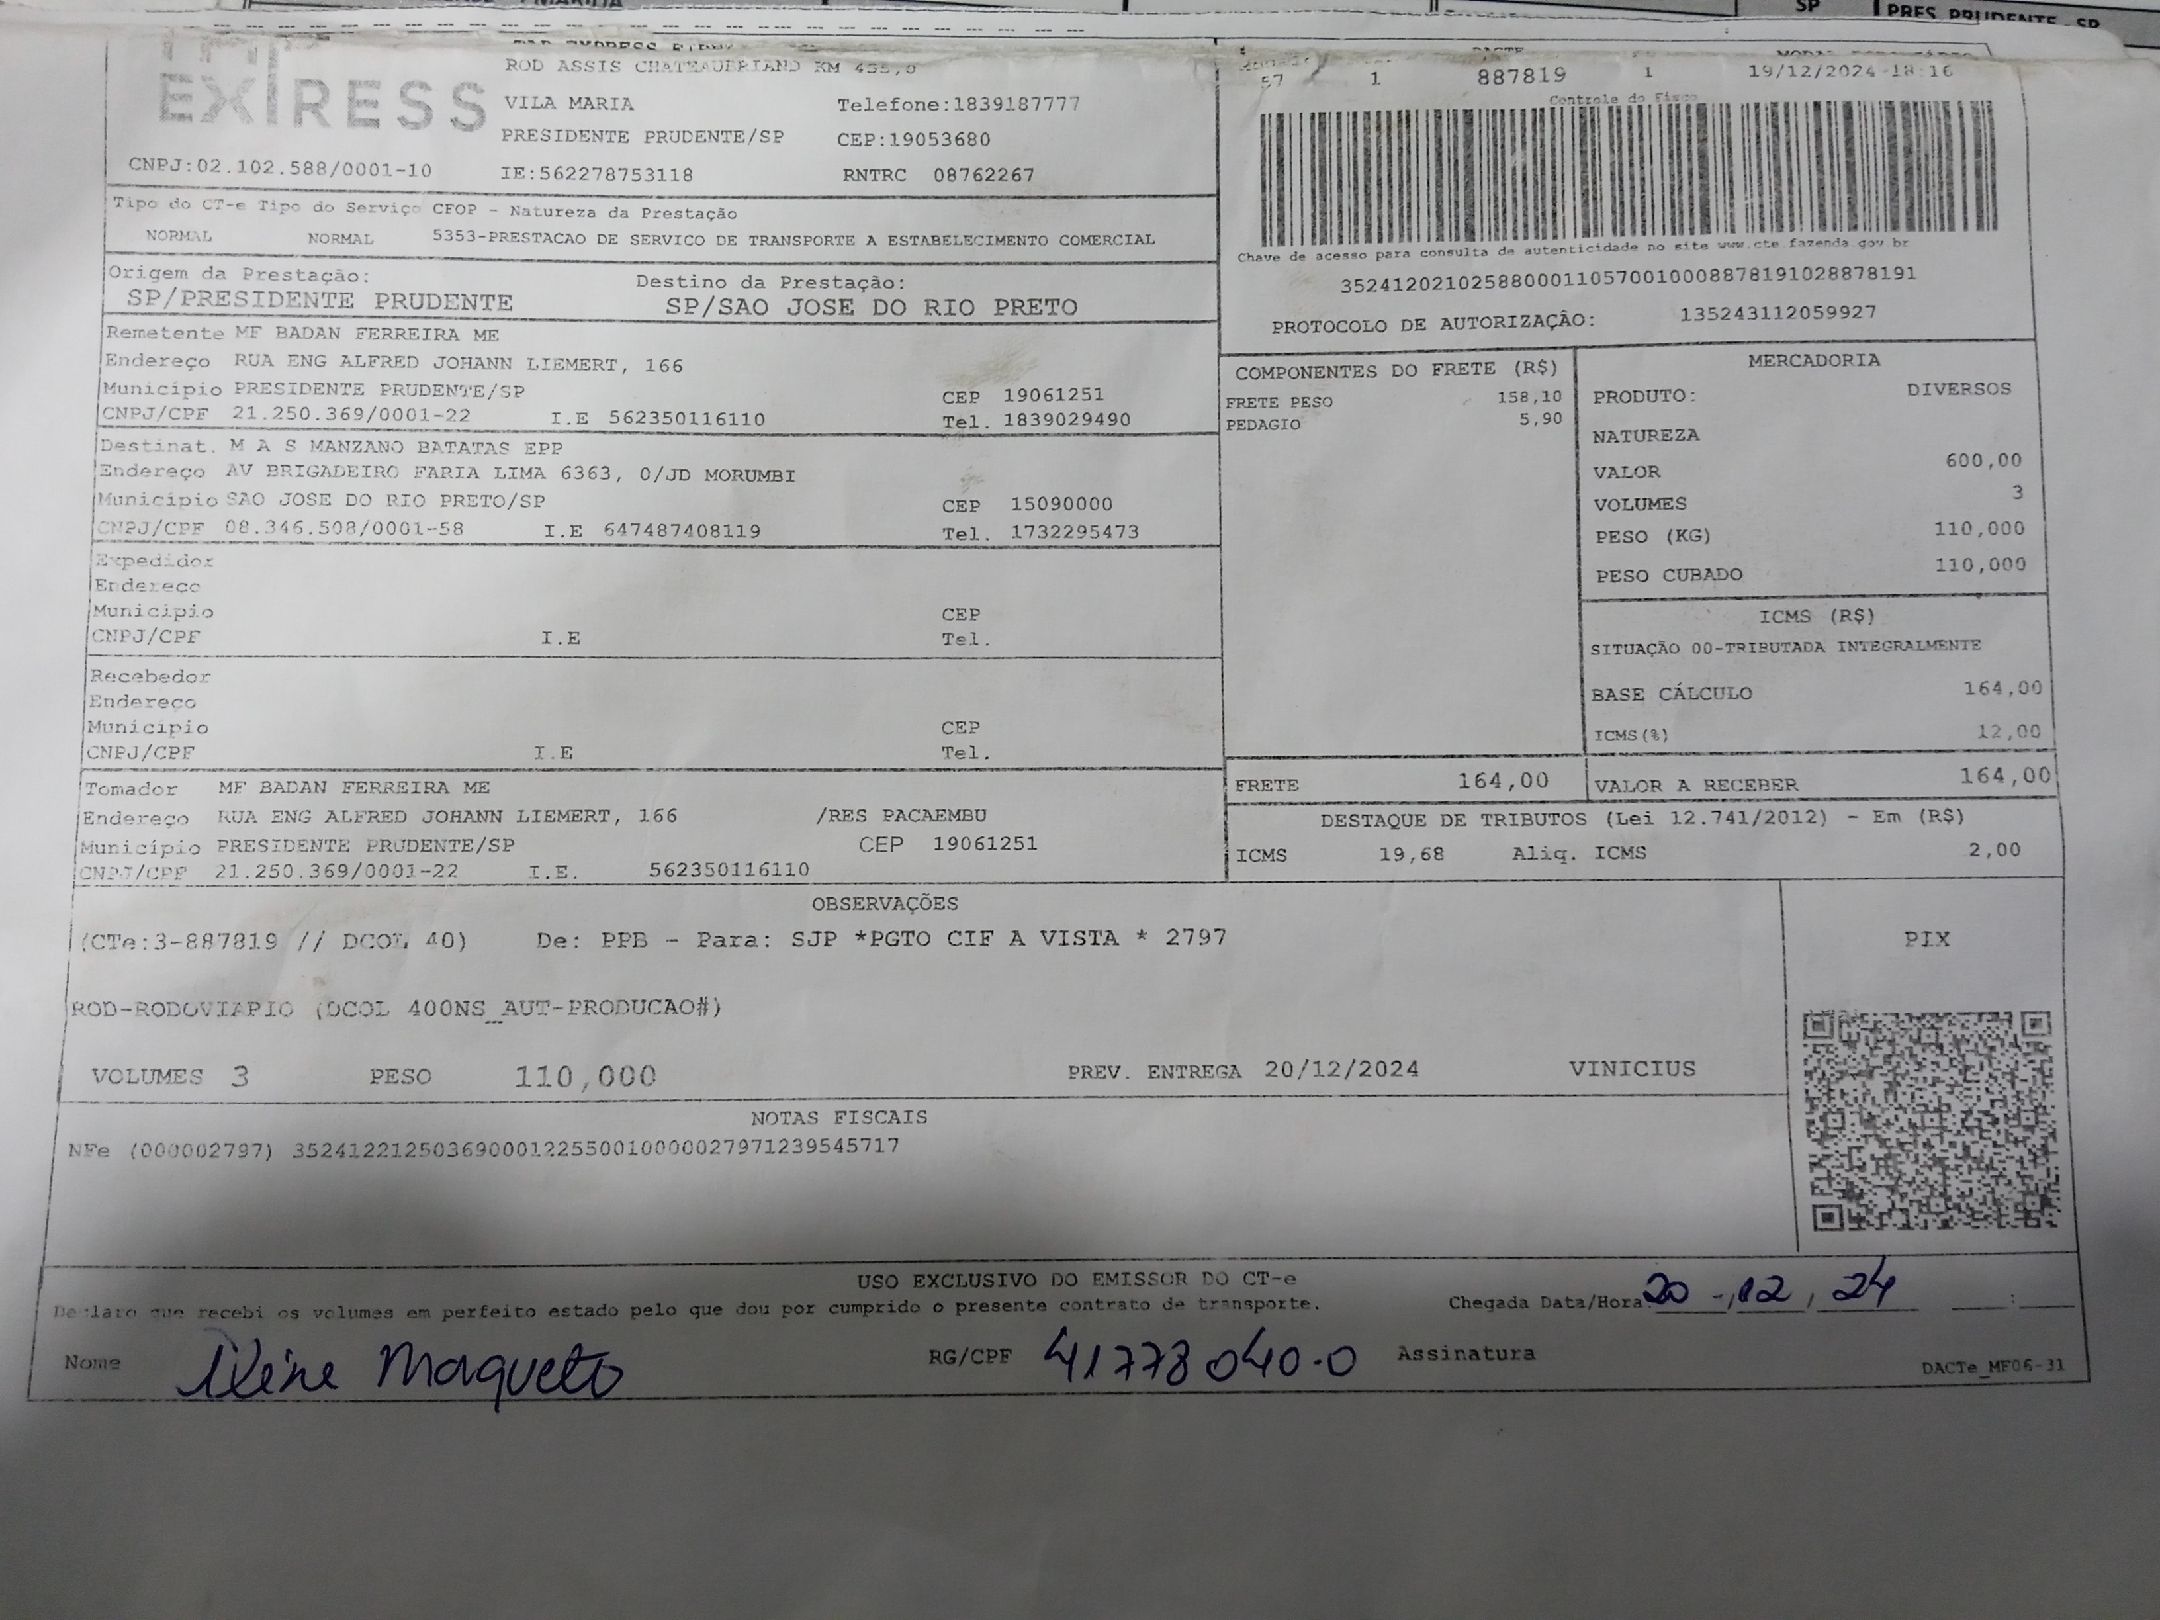 SP PRES PRUDENTE - SP
EXPRESS
ROD ASSIS CHATEAUBRIAND KM 455,0
VILA MARIA Telefone:1839187777
PRESIDENTE PRUDENTE/SP CEP:19053680
CNPJ:02.102.588/0001-10 IE:562278753118 RNTRC 08762267
57 1 887819 1 19/12/2024-18:16
Controle do Fisco
Chave de acesso para consulta de autenticidade no site www.cte.fazenda.gov.br
35241202102588000110570010008878191028878191
PROTOCOLO DE AUTORIZAÇÃO: 135243112059927
Tipo do CT-e Tipo do Serviço CFOP - Natureza da Prestação
NORMAL NORMAL 5353-PRESTACAO DE SERVICO DE TRANSPORTE A ESTABELECIMENTO COMERCIAL
Origem da Prestação: Destino da Prestação:
SP/PRESIDENTE PRUDENTE SP/SAO JOSE DO RIO PRETO
Remetente MF BADAN FERREIRA ME
Endereço RUA ENG ALFRED JOHANN LIEMERT, 166
Município PRESIDENTE PRUDENTE/SP CEP 19061251
CNPJ/CPF 21.250.369/0001-22 I.E 562350116110 Tel. 1839029490
Destinat. M A S MANZANO BATATAS EPP
Endereço AV BRIGADEIRO FARIA LIMA 6363, 0/JD MORUMBI
Município SAO JOSE DO RIO PRETO/SP CEP 15090000
CNPJ/CPF 08.346.508/0001-58 I.E 647487408119 Tel. 1732295473
Expedidor
Endereço
Município CEP
CNPJ/CPF I.E Tel.
Recebedor
Endereço
Município CEP
CNPJ/CPF I.E Tel.
Tomador MF BADAN FERREIRA ME
Endereço RUA ENG ALFRED JOHANN LIEMERT, 166 /RES PACAEMBU
Município PRESIDENTE PRUDENTE/SP CEP 19061251
CNPJ/CPF 21.250.369/0001-22 I.E. 562350116110
COMPONENTES DO FRETE (R$)
FRETE PESO 158,10
PEDAGIO 5,90
MERCADORIA
PRODUTO: DIVERSOS
NATUREZA
VALOR 600,00
VOLUMES 3
PESO (KG) 110,000
PESO CUBADO 110,000
ICMS (R$)
SITUAÇÃO 00-TRIBUTADA INTEGRALMENTE
BASE CÁLCULO 164,00
ICMS(%) 12,00
FRETE 164,00 VALOR A RECEBER 164,00
DESTAQUE DE TRIBUTOS (Lei 12.741/2012) - Em (R$)
ICMS 19,68 Aliq. ICMS 2,00
OBSERVAÇÕES
(CTe:3-887819 // DCOL 40) De: PPB - Para: SJP *PGTO CIF A VISTA * 2797
PIX
ROD-RODOVIARIO (DCOL 400NS_AUT-PRODUCAO#)
VOLUMES 3 PESO 110,000 PREV. ENTREGA 20/12/2024 VINICIUS
NOTAS FISCAIS
NFe (000002797) 35241221250369000122550010000027971239545717
USO EXCLUSIVO DO EMISSOR DO CT-e
Declaro que recebi os volumes em perfeito estado pelo que dou por cumprido o presente contrato de transporte. Chegada Data/Hora 20 12 24 :
Nome Maqueto RG/CPF 41778040-0 Assinatura
DACTe_MF06-31